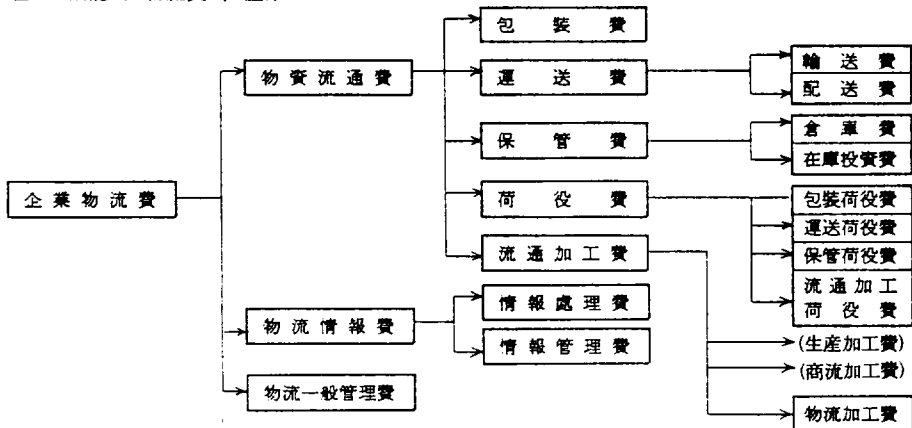 企業物流費
物資流通費
物流情報費
物流一般管理費
包裝費
運送費
保管費
荷役費
流通加工費
情報處理費
情報管理費
輸送費
配送費
倉庫費
在庫投資費
包裝荷役費
運送荷役費
保管荷役費
流通加工
荷役費
(生産加工費)
(商流加工費)
物流加工費